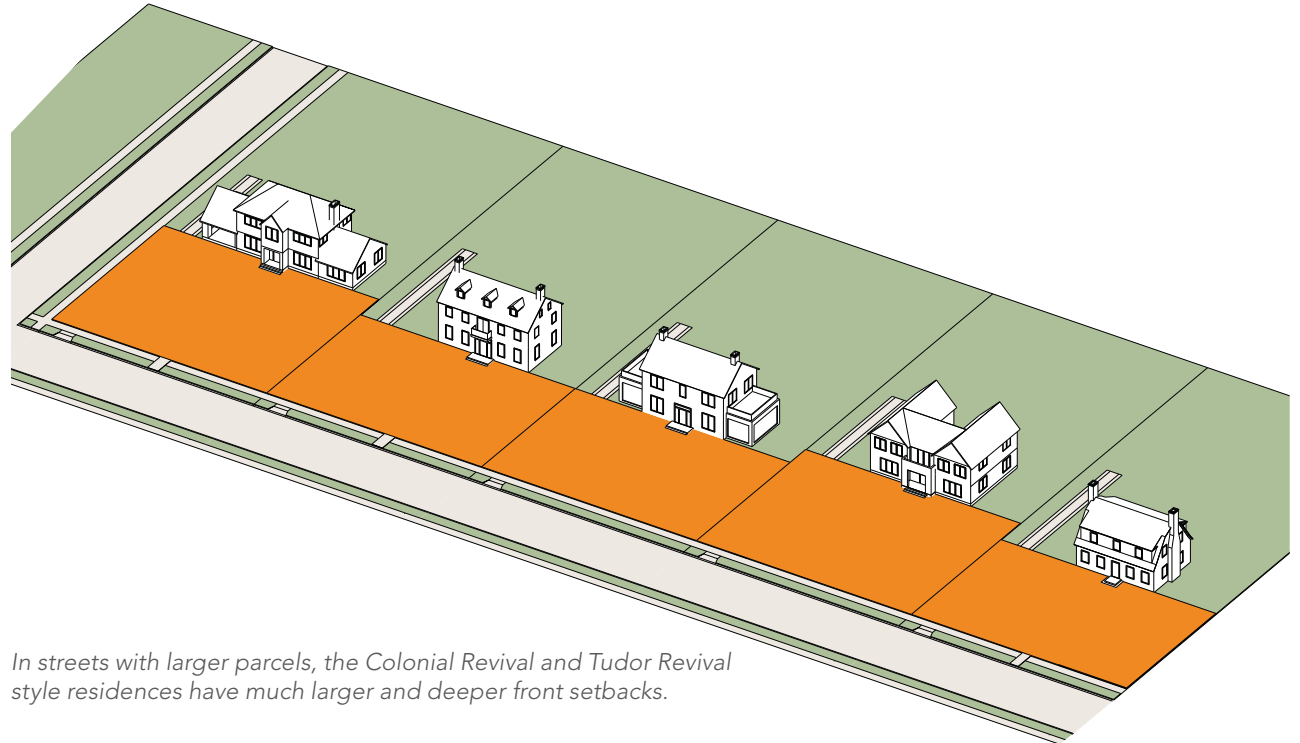 In streets with larger parcels, the Colonial Revival and Tudor Revival
style residences have much larger and deeper front setbacks.